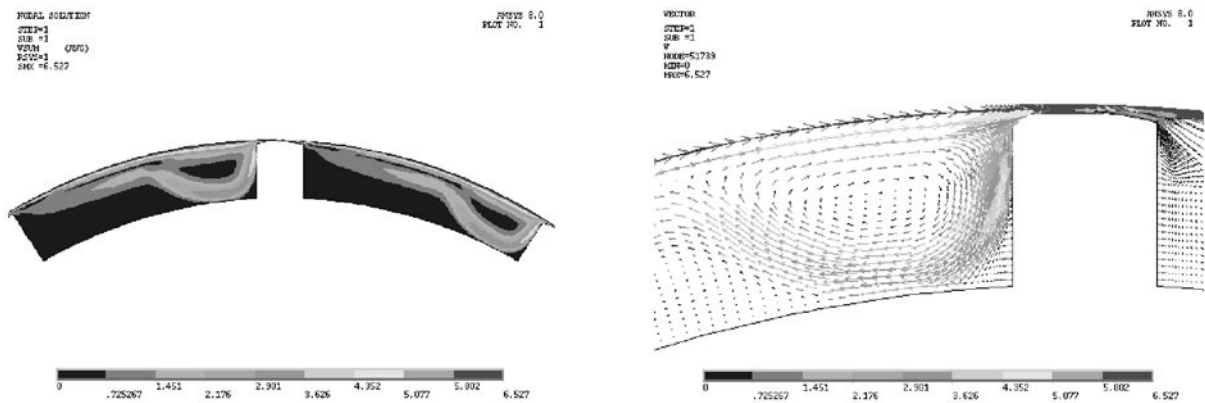 NODAL SOLUTION
STEP=1
SUB =1
VSUM (AVG)
RSYS=1
SMX =6.527
ANSYS 8.0
PLOT NO. 1
0 1.451 2.901 4.352 5.802
.725267 2.176 3.626 5.077 6.527
VECTOR
STEP=1
SUB =1
V
NODE=51739
MIN=0
MAX=6.527
ANSYS 8.0
PLOT NO. 1
0 1.451 2.901 4.352 5.802
.725267 2.176 3.626 5.077 6.527